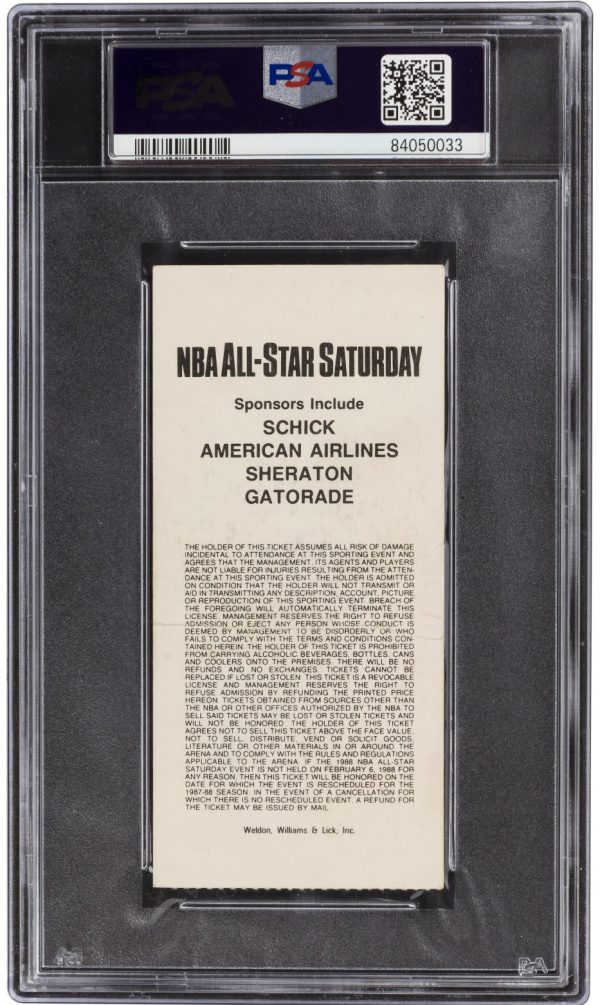 PSA
84050033
NBA ALL-STAR SATURDAY
Sponsors Include
SCHICK
AMERICAN AIRLINES
SHERATON
GATORADE
THE HOLDER OF THIS TICKET ASSUMES ALL RISK OF DAMAGE
INCIDENTAL TO ATTENDANCE AT THIS SPORTING EVENT AND
AGREES THAT THE MANAGEMENT, ITS AGENTS AND PLAYERS
ARE NOT LIABLE FOR INJURIES RESULTING FROM THE ATTEN-
DANCE AT THIS SPORTING EVENT. THE HOLDER IS ADMITTED
ON CONDITION THAT THE HOLDER WILL NOT TRANSMIT OR
AID IN TRANSMITTING ANY DESCRIPTION, ACCOUNT, PICTURE
OR REPRODUCTION OF THIS SPORTING EVENT. BREACH OF
THE FOREGOING WILL AUTOMATICALLY TERMINATE THIS
LICENSE. MANAGEMENT RESERVES THE RIGHT TO REFUSE
ADMISSION OR EJECT ANY PERSON WHOSE CONDUCT IS
DEEMED BY MANAGEMENT TO BE DISORDERLY OR WHO
FAILS TO COMPLY WITH THE TERMS AND CONDITIONS CON-
TAINED HEREIN. THE HOLDER OF THIS TICKET IS PROHIBITED
FROM CARRYING ALCOHOLIC BEVERAGES, BOTTLES, CANS
AND COOLERS ONTO THE PREMISES. THERE WILL BE NO
REFUNDS AND NO EXCHANGES. TICKETS CANNOT BE
REPLACED IF LOST OR STOLEN. THIS TICKET IS A REVOCABLE
LICENSE AND MANAGEMENT RESERVES THE RIGHT TO
REFUSE ADMISSION BY REFUNDING THE PRINTED PRICE
HEREON. TICKETS OBTAINED FROM SOURCES OTHER THAN
THE NBA OR OTHER OFFICES AUTHORIZED BY THE NBA TO
SELL SAID TICKETS MAY BE LOST OR STOLEN TICKETS AND
WILL NOT BE HONORED. THE HOLDER OF THIS TICKET
AGREES NOT TO SELL THIS TICKET ABOVE THE FACE VALUE,
NOT TO SELL, DISTRIBUTE, VEND OR SOLICIT GOODS,
LITERATURE OR OTHER MATERIALS IN OR AROUND THE
ARENA AND TO COMPLY WITH THE RULES AND REGULATIONS
APPLICABLE TO THE ARENA. IF THE 1988 NBA ALL-STAR
SATURDAY EVENT IS NOT HELD ON FEBRUARY 6, 1988 FOR
ANY REASON, THEN THIS TICKET WILL BE HONORED ON THE
DATE FOR WHICH THE EVENT IS RESCHEDULED FOR THE
1987-88 SEASON. IN THE EVENT OF A CANCELLATION FOR
WHICH THERE IS NO RESCHEDULED EVENT, A REFUND FOR
THE TICKET MAY BE ISSUED BY MAIL.
Weldon, Williams & Lick, Inc.
PSA